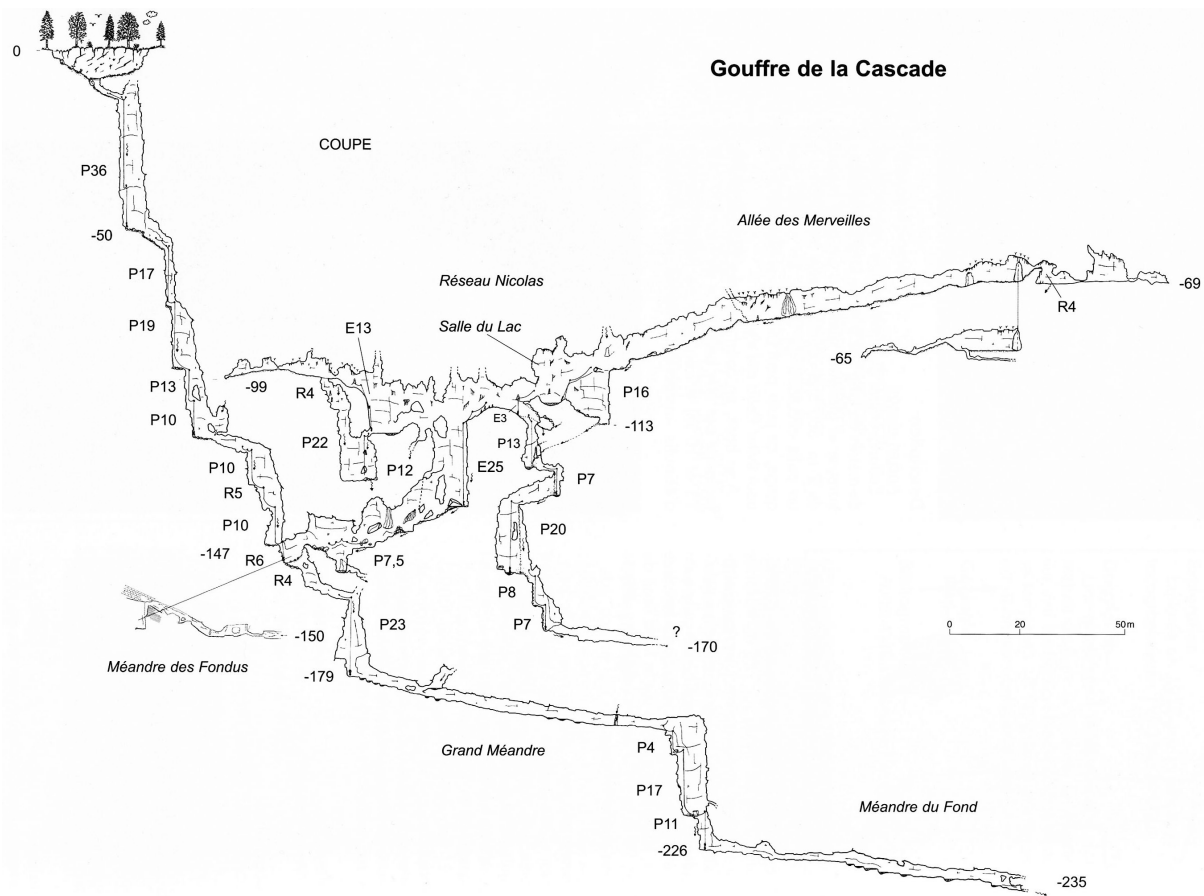 0
Gouffre de la Cascade
COUPE
P36
Allée des Merveilles
-50
P17
Réseau Nicolas
-69
R4
P19
E13
Salle du Lac
-65
P13
-99
R4
P16
P10
E3
-113
P22
P13
P10
P12
E25
P7
R5
P10
P20
-147
R6
P7,5
R4
P8
P23
P7
?
0 20 50m
-150
-170
Méandre des Fondus
-179
Grand Méandre
P4
P17
Méandre du Fond
P11
-226
-235